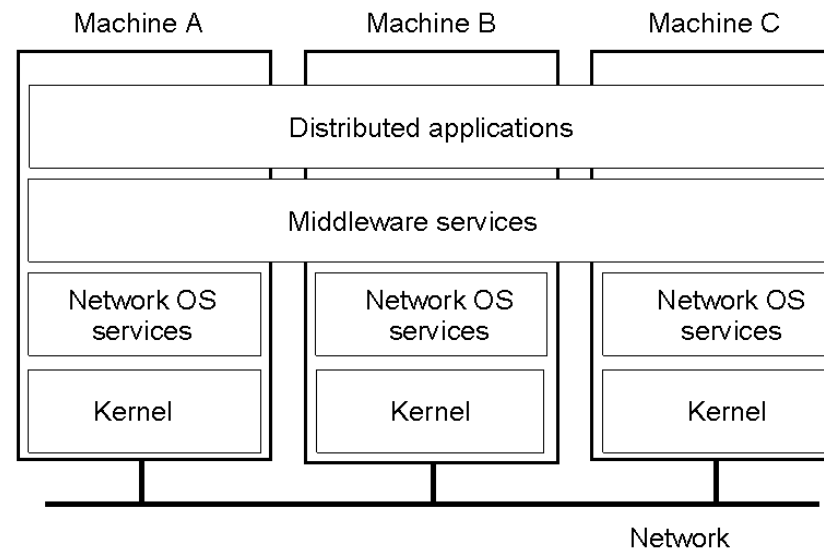 Machine A
Machine B
Machine C
Distributed applications
Middleware services
Network OS
services
Network OS
services
Network OS
services
Kernel
Kernel
Kernel
Network